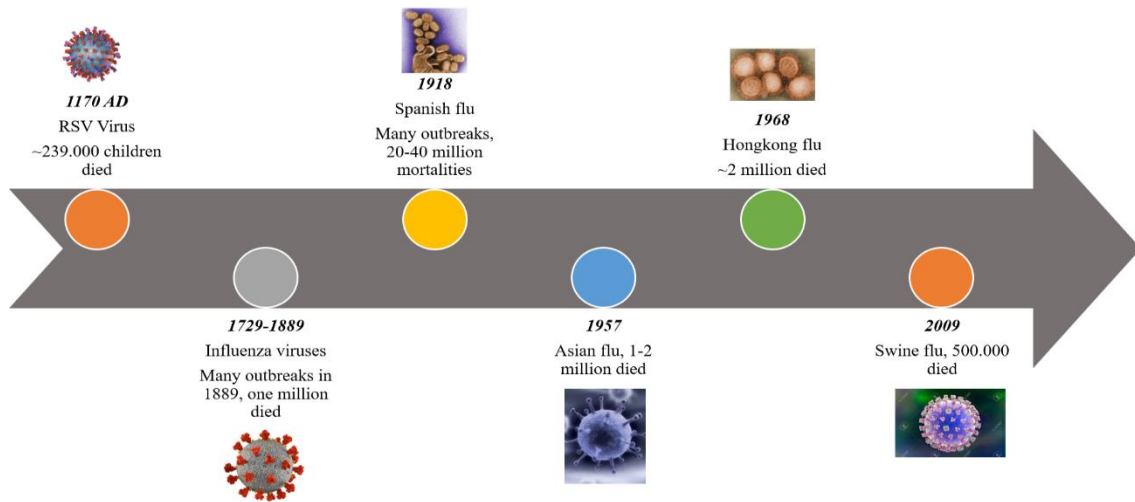 1170 AD
RSV Virus
~239.000 children
died
1729-1889
Influenza viruses
Many outbreaks in
1889, one million
died
1918
Spanish flu
Many outbreaks,
20-40 million
mortalities
1957
Asian flu, 1-2
million died
1968
Hongkong flu
~2 million died
2009
Swine flu, 500.000
died